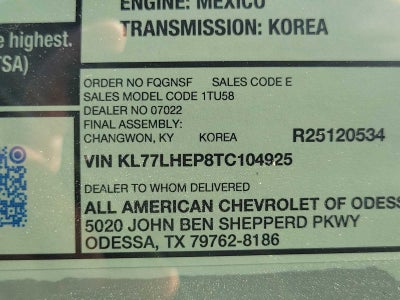 ENGINE: MEXICO
TRANSMISSION: KOREA
e highest.
TSA)
ORDER NO FQGNSF SALES CODE E
SALES MODEL CODE 1TU58
DEALER NO 07022
FINAL ASSEMBLY:
CHANGWON, KY KOREA R25120534
VIN KL77LHEP8TC104925
DEALER TO WHOM DELIVERED
ALL AMERICAN CHEVROLET OF ODES
5020 JOHN BEN SHEPPERD PKWY
ODESSA, TX 79762-8186